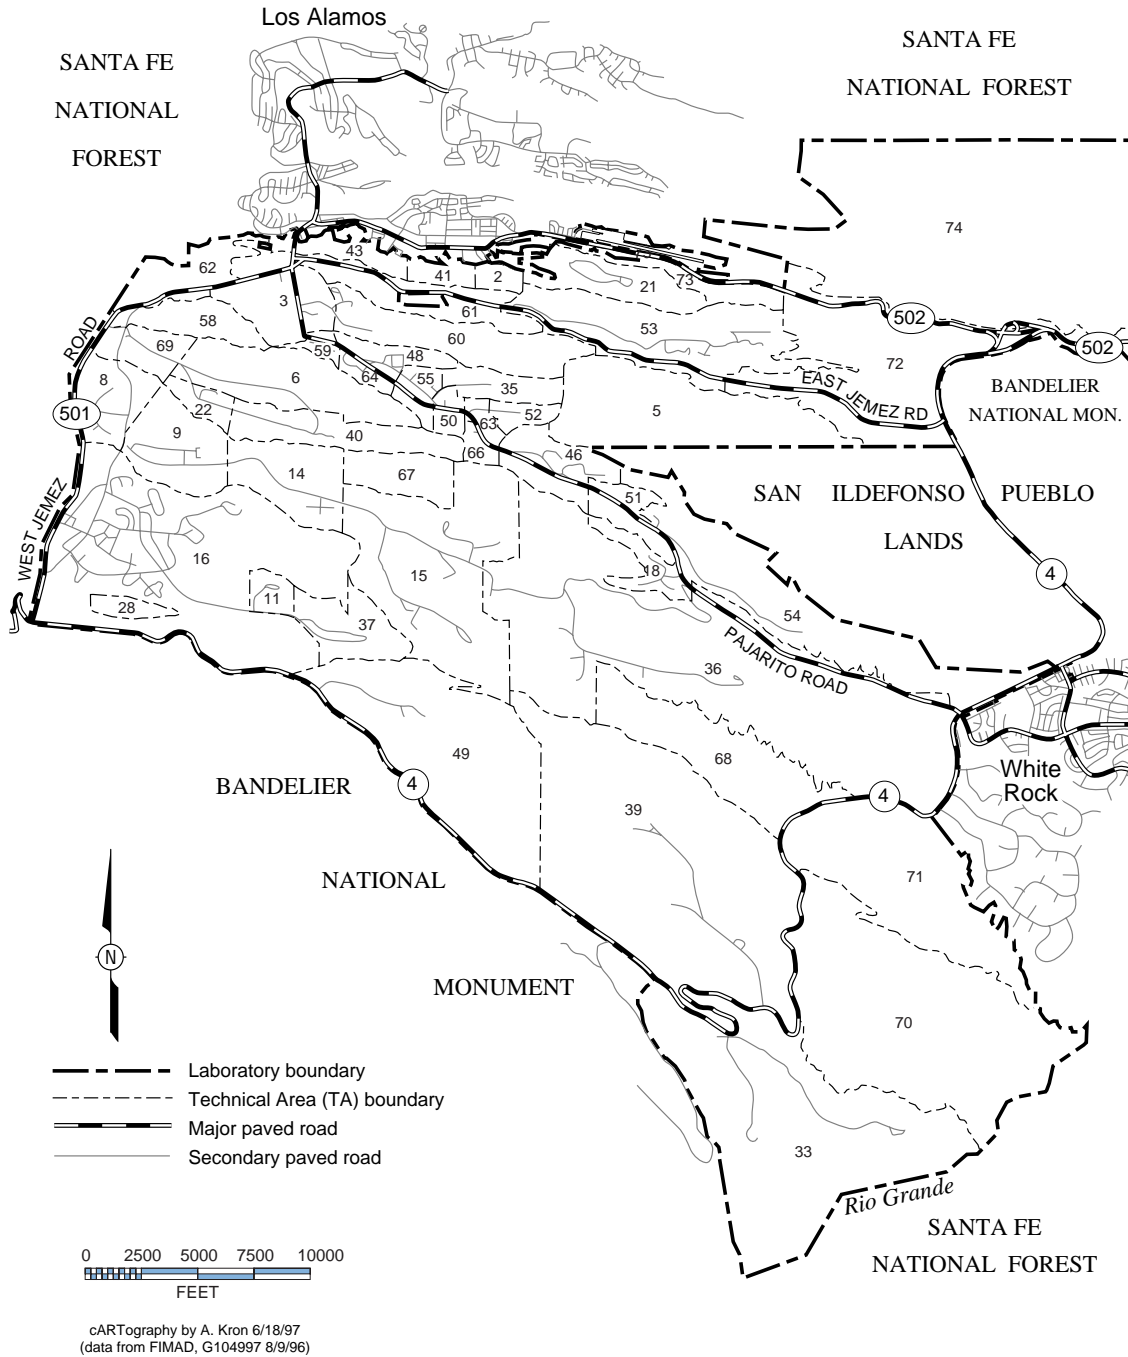 Los Alamos
SANTA FE
NATIONAL
FOREST
SANTA FE
NATIONAL FOREST
74
62
43
41
2
21
73
3
61
53
502
502
58
60
59
48
72
ROAD
69
64
55
35
EAST JEMEZ RD
BANDELIER
NATIONAL MON.
8
6
5
501
22
50
63
52
9
40
66
46
14
67
51
SAN ILDEFONSO PUEBLO
LANDS
WEST JEMEZ
16
15
18
4
28
11
37
54
PAJARITO ROAD
36
49
68
White
Rock
BANDELIER
4
4
39
NATIONAL
71
N
MONUMENT
70
Laboratory boundary
Technical Area (TA) boundary
Major paved road
Secondary paved road
33
Rio Grande
SANTA FE
NATIONAL FOREST
0 2500 5000 7500 10000
FEET
cARTography by A. Kron 6/18/97
(data from FIMAD, G104997 8/9/96)